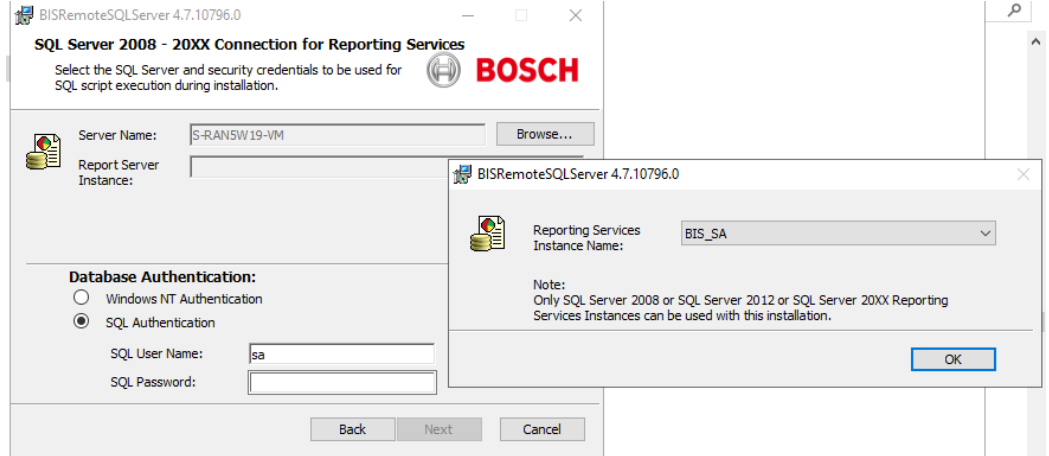 BISRemoteSQLServer 4.7.10796.0
SQL Server 2008 - 20XX Connection for Reporting Services
Select the SQL Server and security credentials to be used for
SQL script execution during installation.
BOSCH
Server Name:
S-RAN5W19-VM
Browse...
Report Server
Instance:
Database Authentication:
Windows NT Authentication
SQL Authentication
SQL User Name:
sa
SQL Password:
Back
Next
Cancel
BISRemoteSQLServer 4.7.10796.0
Reporting Services
Instance Name:
BIS_SA
Note:
Only SQL Server 2008 or SQL Server 2012 or SQL Server 20XX Reporting
Services Instances can be used with this installation.
OK